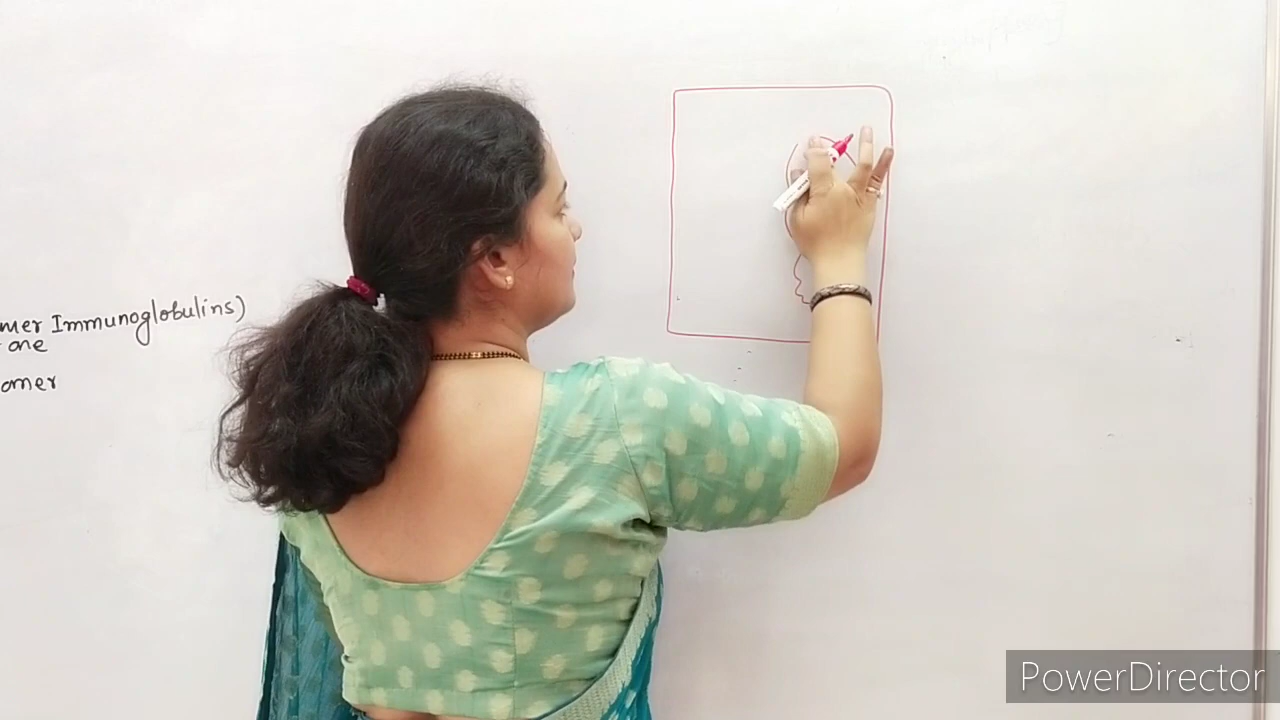 mer Immunoglobulins)
one
omer
PowerDirector